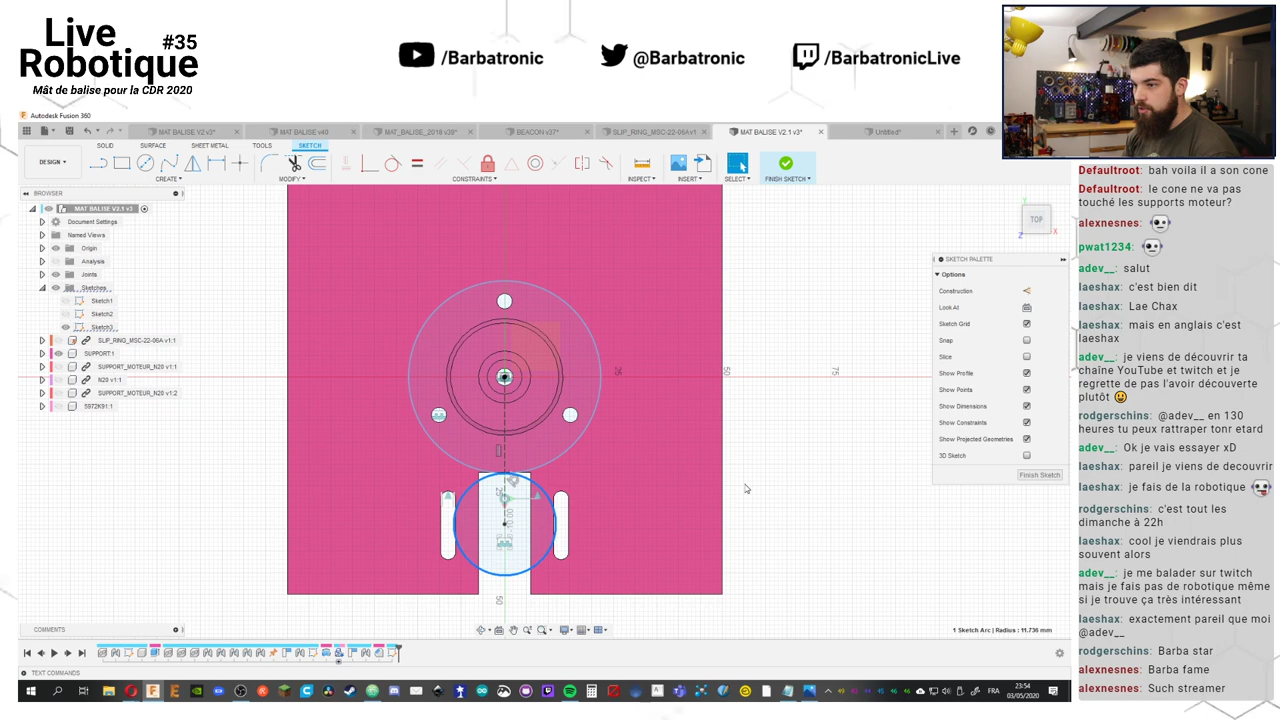 Live
Robotique #35
Mât de balise pour la CDR 2020
/Barbatronic
@Barbatronic
/BarbatronicLive
Autodesk Fusion 360
MAT BALISE V2 v3*
MAT BALISE v40
MAT_BALISE_2018 v39*
BEACON v37*
SLIP_RING_MSC-22-06A v1
MAT BALISE V2.1 v3*
Untitled*
SOLID
SURFACE
SHEET METAL
TOOLS
SKETCH
DESIGN
CREATE
MODIFY
CONSTRAINTS
INSPECT
INSERT
SELECT
FINISH SKETCH
BROWSER
MAT BALISE V2.1 v3
Document Settings
Named Views
Origin
Analysis
Joints
Sketches
Sketch1
Sketch2
Sketch3
SLIP_RING_MSC-22-06A v1:1
SUPPORT:1
SUPPORT_MOTEUR_N20 v1:1
N20 v1:1
SUPPORT_MOTEUR_N20 v1:2
5972K91:1
25
50
75
25
50
TOP
X
Y
Z
SKETCH PALETTE
Options
Construction
Look At
Sketch Grid
Snap
Slice
Show Profile
Show Points
Show Dimensions
Show Constraints
Show Projected Geometries
3D Sketch
Finish Sketch
COMMENTS
1 Sketch Arc | Radius : 11.736 mm
TEXT COMMANDS
FRA
23:54
03/05/2020
Defaultroot: bah voila il a son cone
Defaultroot: le cone ne va pas
touché les supports moteur?
alexnesnes:
pwat1234:
adev__: salut
laeshax: c'est bien dit
laeshax: Lae Chax
laeshax: mais en anglais c'est
laeshax
adev__: je viens de découvrir ta
chaîne YouTube et twitch et je
regrette de pas l'avoir découverte
plutôt
rodgerschins: @adev__ en 130
heures tu peux rattraper tonr etard
adev__: Ok je vais essayer xD
laeshax: pareil je viens de decouvrir
laeshax: je fais de la robotique
rodgerschins: c'est tout les
dimanche à 22h
laeshax: cool je viendrais plus
souvent alors
adev__: je me balader sur twitch
mais je fais pas de robotique même
si je trouve ça très intéressant
laeshax: exactement pareil que moi
@adev__
rodgerschins: Barba star
alexnesnes: Barba fame
alexnesnes: Such streamer